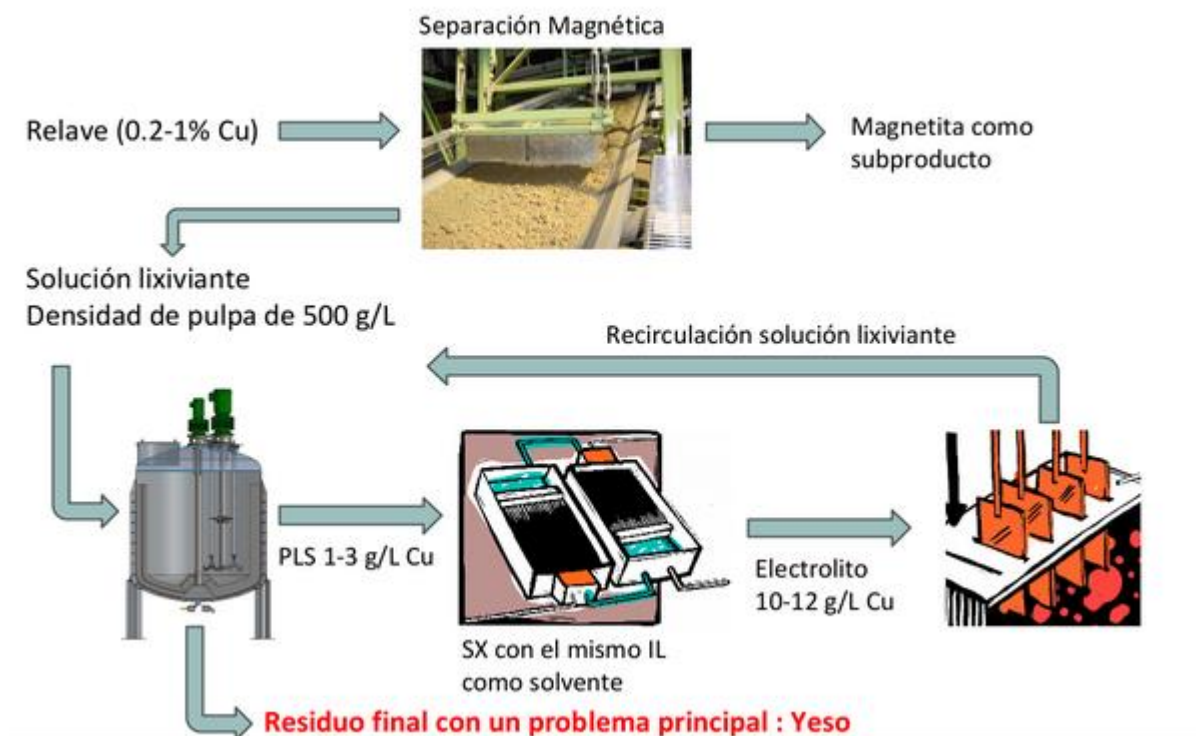 Separación Magnética
Relave (0.2-1% Cu)
Magnetita como
subproducto
Solución lixiviante
Densidad de pulpa de 500 g/L
Recirculación solución lixiviante
PLS 1-3 g/L Cu
Electrolito
10-12 g/L Cu
SX con el mismo IL
como solvente
Residuo final con un problema principal : Yeso